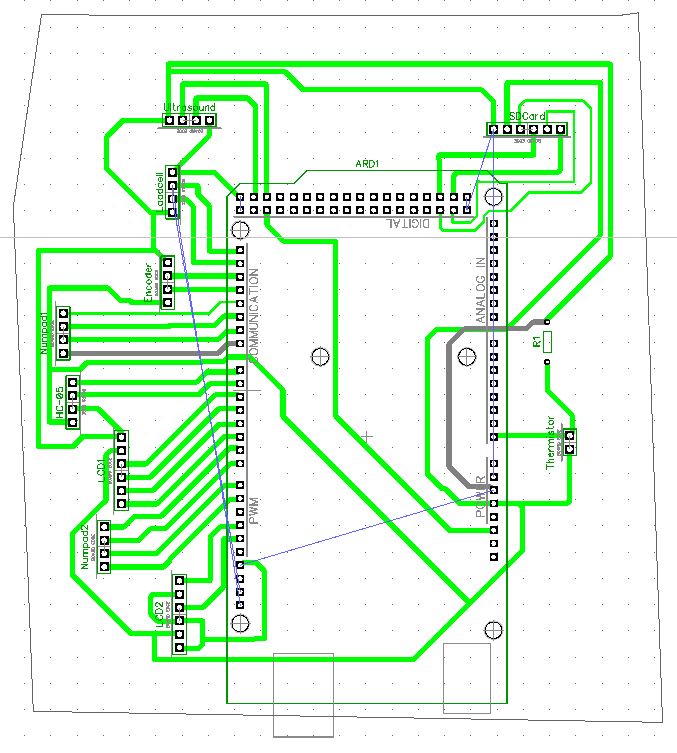 Ultrasound
SDCard
ARD1
Loadcell
DIGITAL
Encoder
COMMUNICATION
ANALOG IN
Numpad1
R1
HC-05
Thermistor
LCD1
POWER
PWM
Numpad2
LCD2